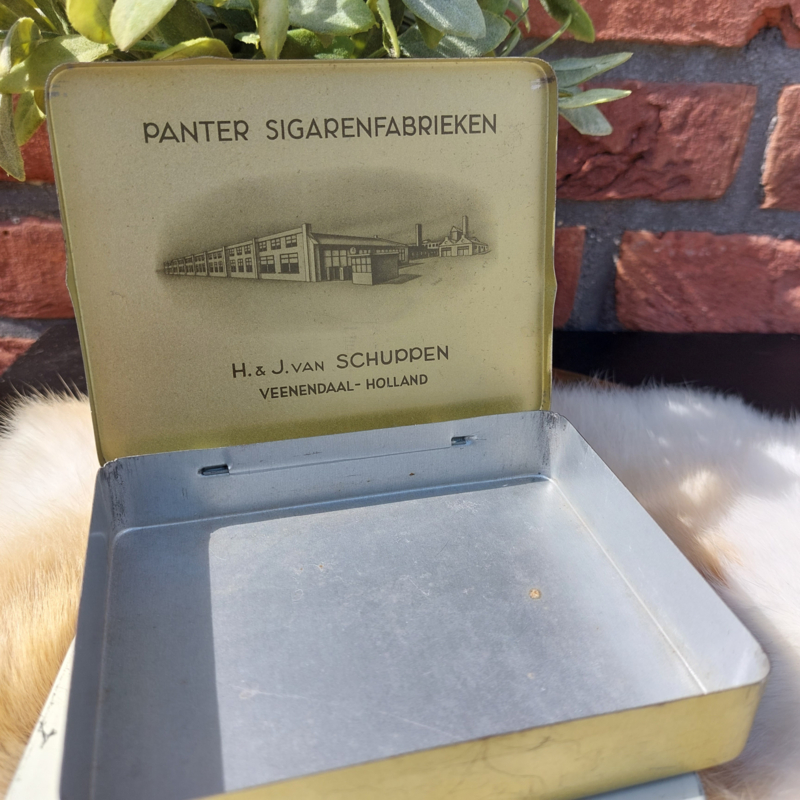 PANTER SIGARENFABRIEKEN
H. & J. VAN SCHUPPEN
VEENENDAAL - HOLLAND